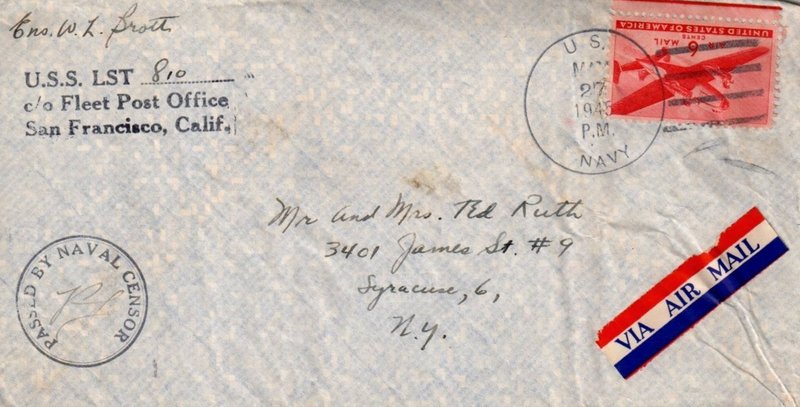 Ens. W. L. Brott
U.S.S. LST 810
c/o Fleet Post Office
San Francisco, Calif.
U.S.
27
1945
P.M.
NAVY
UNITED STATES OF AMERICA
6 CENTS
AIR MAIL
Mr and Mrs. Ted Ruth
3401 James St. #9
Syracuse, 6,
N.Y.
PASSED BY NAVAL CENSOR
VIA AIR MAIL